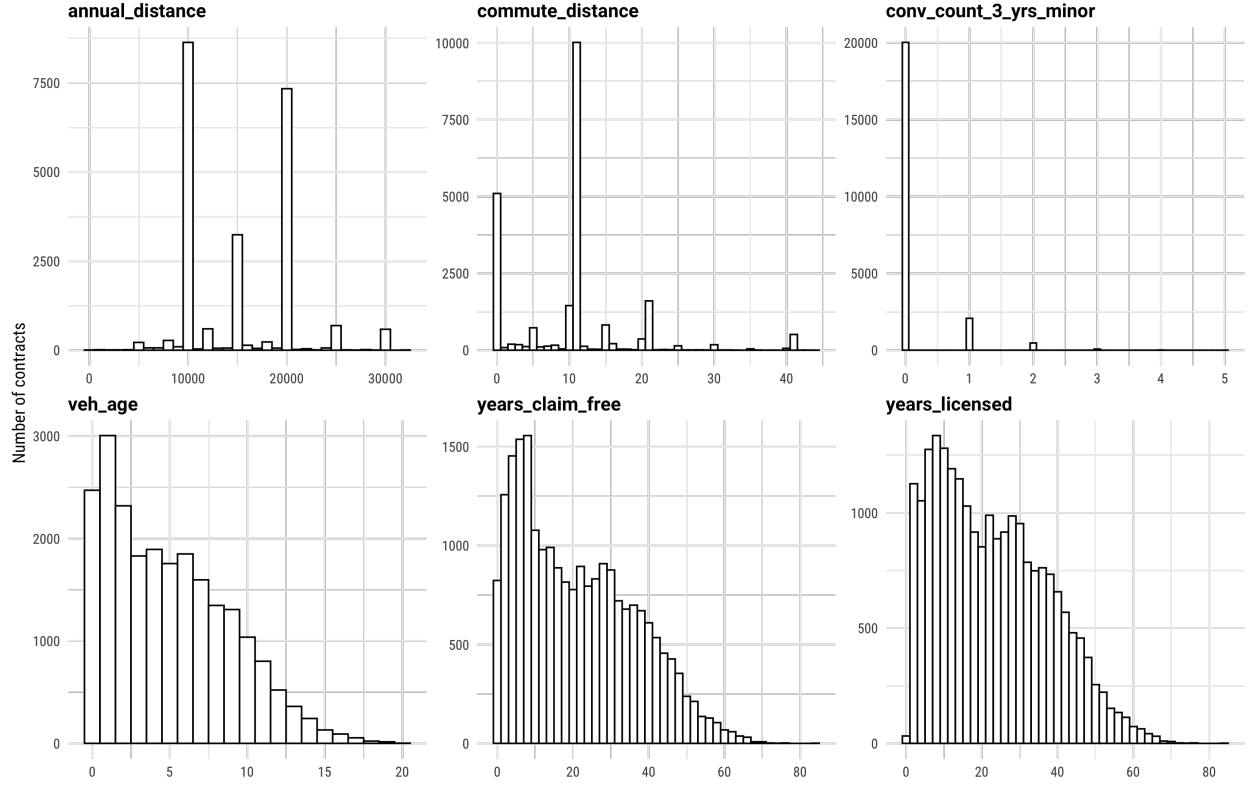 annual_distance
commute_distance
conv_count_3_yrs_minor
7500
5000
2500
0
0 10000 20000 30000
10000
7500
5000
2500
0
0 10 20 30 40
20000
15000
10000
5000
0
0 1 2 3 4 5
Number of contracts
veh_age
years_claim_free
years_licensed
3000
2000
1000
0
0 5 10 15 20
1500
1000
500
0
0 20 40 60 80
1000
500
0
0 20 40 60 80